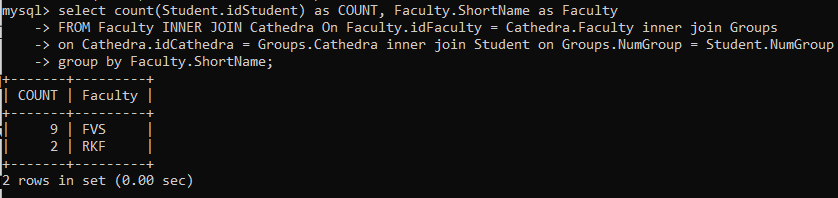 mysql> select count(Student.idStudent) as COUNT, Faculty.ShortName as Faculty
    -> FROM Faculty INNER JOIN Cathedra On Faculty.idFaculty = Cathedra.Faculty inner join Groups
    -> on Cathedra.idCathedra = Groups.Cathedra inner join Student on Groups.NumGroup = Student.NumGroup
    -> group by Faculty.ShortName;
+-------+---------+
| COUNT | Faculty |
+-------+---------+
|     9 | FVS     |
|     2 | RKF     |
+-------+---------+
2 rows in set (0.00 sec)